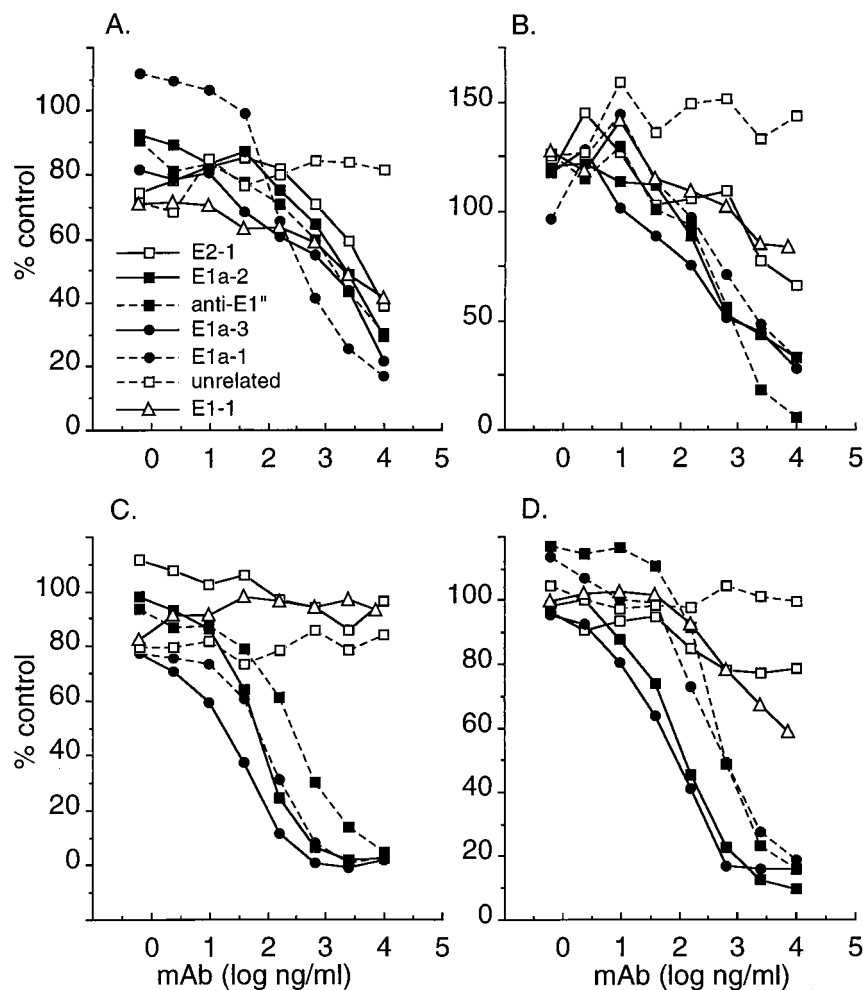 A.
B.
% control
100
80
60
40
20
0
E2-1
E1a-2
anti-E1"
E1a-3
E1a-1
unrelated
E1-1
0 1 2 3 4 5
150
100
50
0
0 1 2 3 4 5
C.
D.
% control
100
80
60
40
20
0
0 1 2 3 4 5
mAb (log ng/ml)
100
80
60
40
20
0
0 1 2 3 4 5
mAb (log ng/ml)